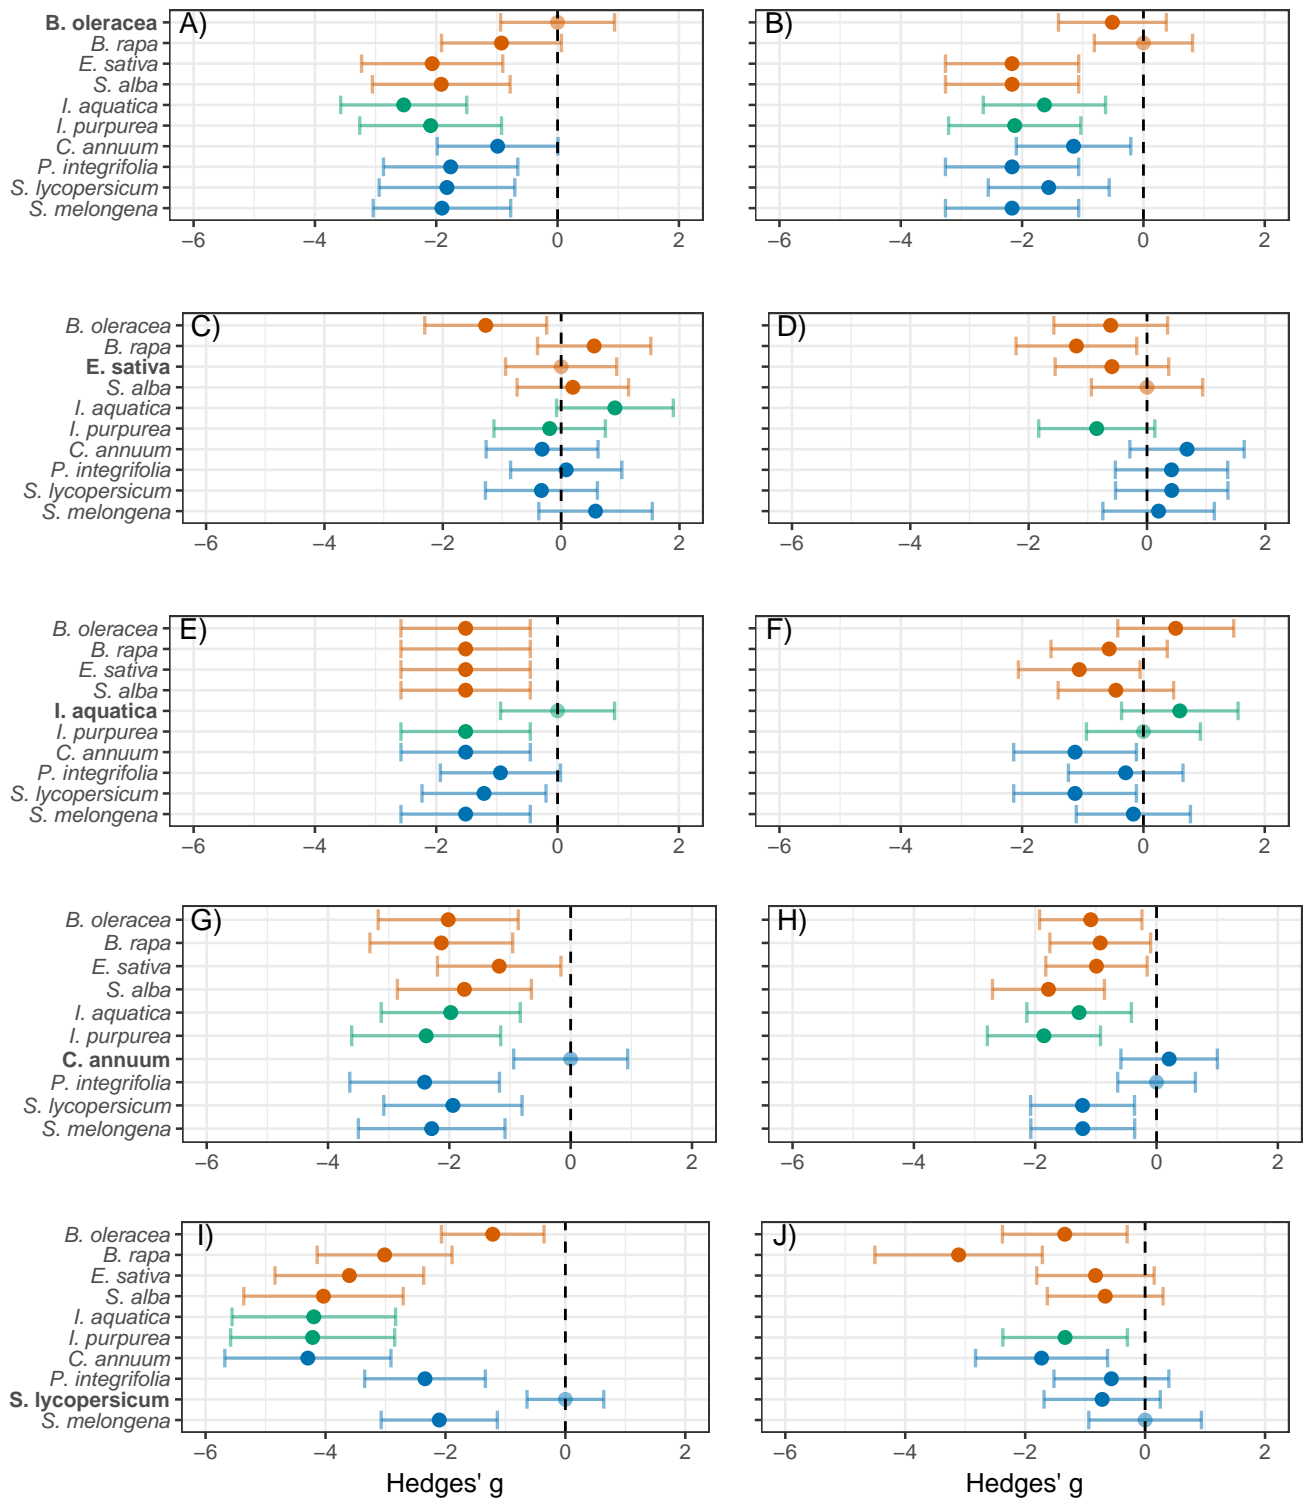 A)
B)
B. oleracea
B. rapa
E. sativa
S. alba
I. aquatica
I. purpurea
C. annuum
P. integrifolia
S. lycopersicum
S. melongena
−6 −4 −2 0 2
−6 −4 −2 0 2
C)
D)
B. oleracea
B. rapa
E. sativa
S. alba
I. aquatica
I. purpurea
C. annuum
P. integrifolia
S. lycopersicum
S. melongena
−6 −4 −2 0 2
−6 −4 −2 0 2
E)
F)
B. oleracea
B. rapa
E. sativa
S. alba
I. aquatica
I. purpurea
C. annuum
P. integrifolia
S. lycopersicum
S. melongena
−6 −4 −2 0 2
−6 −4 −2 0 2
G)
H)
B. oleracea
B. rapa
E. sativa
S. alba
I. aquatica
I. purpurea
C. annuum
P. integrifolia
S. lycopersicum
S. melongena
−6 −4 −2 0 2
−6 −4 −2 0 2
I)
J)
B. oleracea
B. rapa
E. sativa
S. alba
I. aquatica
I. purpurea
C. annuum
P. integrifolia
S. lycopersicum
S. melongena
−6 −4 −2 0 2
−6 −4 −2 0 2
Hedges' g
Hedges' g